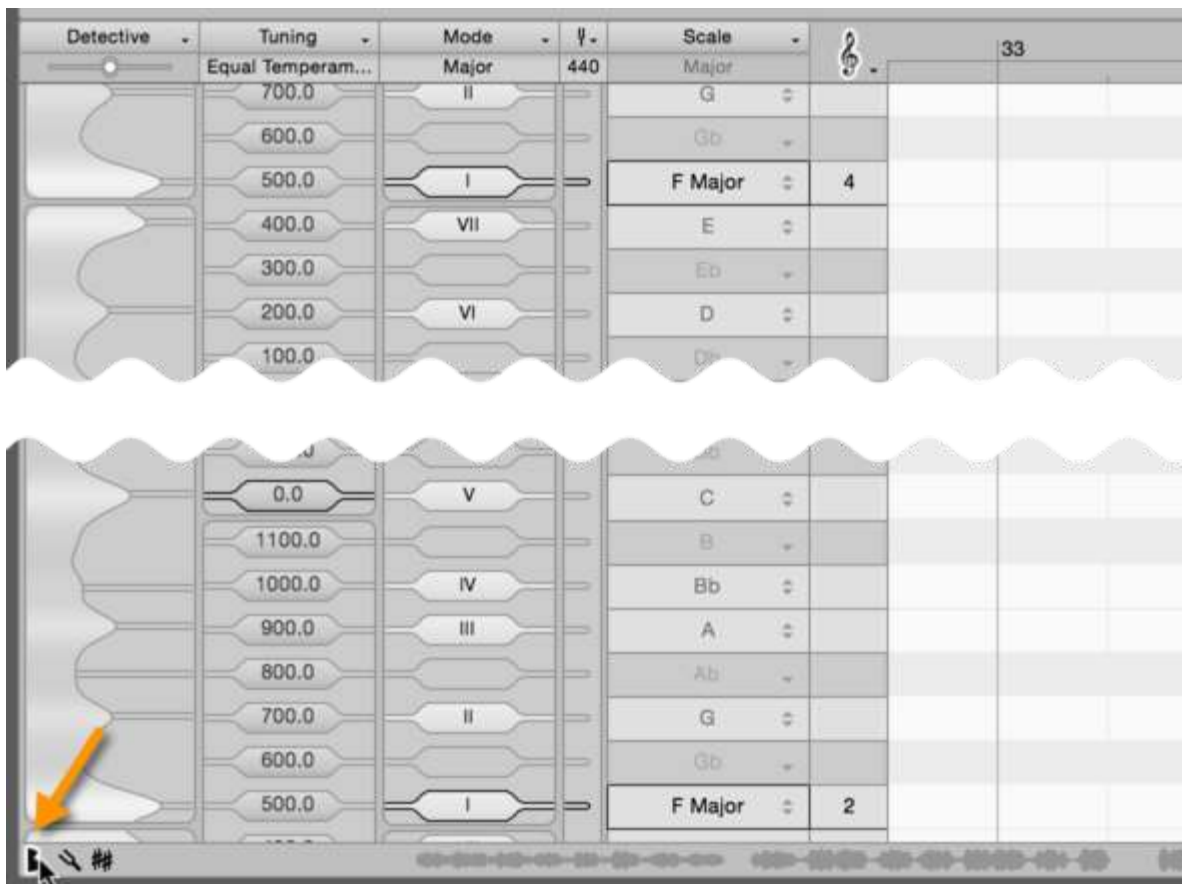 Detective Tuning Mode Scale 33
Equal Temperam... Major 440 Major
700.0 II G
600.0 Gb
500.0 I F Major 4
400.0 VII E
300.0 Eb
200.0 VI D
100.0 Db
0.0 V C
1100.0 B
1000.0 IV Bb
900.0 III A
800.0 Ab
700.0 II G
600.0 Gb
500.0 I F Major 2